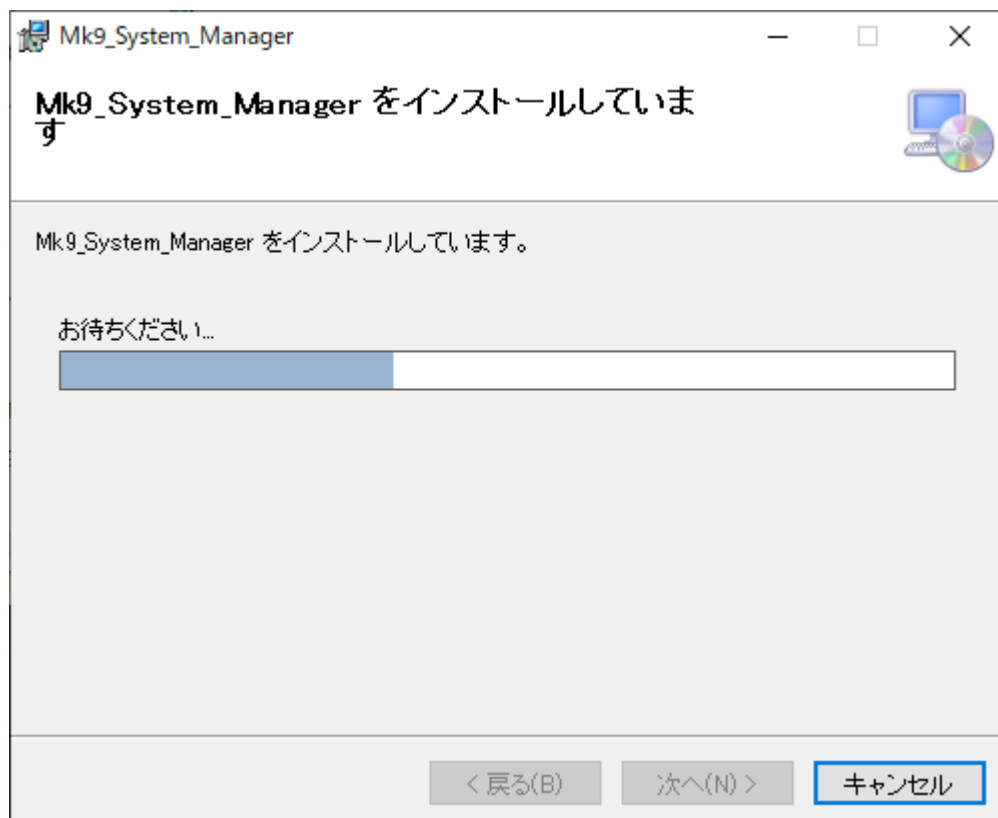 Mk9_System_Manager
Mk9_System_Manager をインストールしていま
す
Mk9_System_Manager をインストールしています。
お待ちください...
< 戻る(B)
次へ(N) >
キャンセル